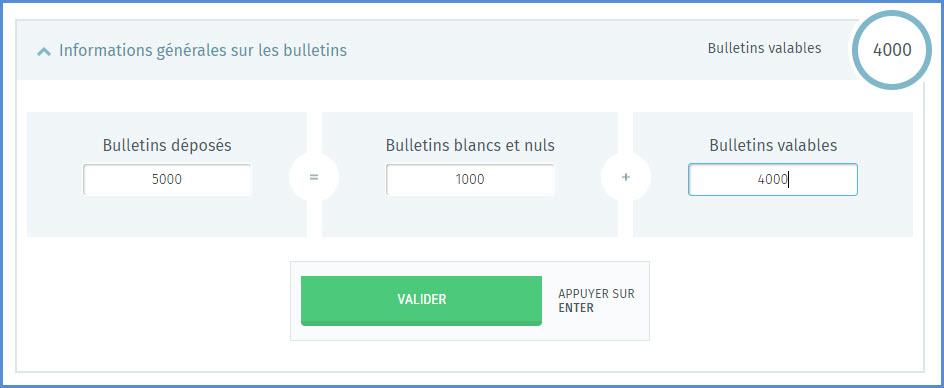 Informations générales sur les bulletins
Bulletins valables
4000
Bulletins déposés
5000
=
Bulletins blancs et nuls
1000
+
Bulletins valables
4000
VALIDER
APPUYER SUR
ENTER